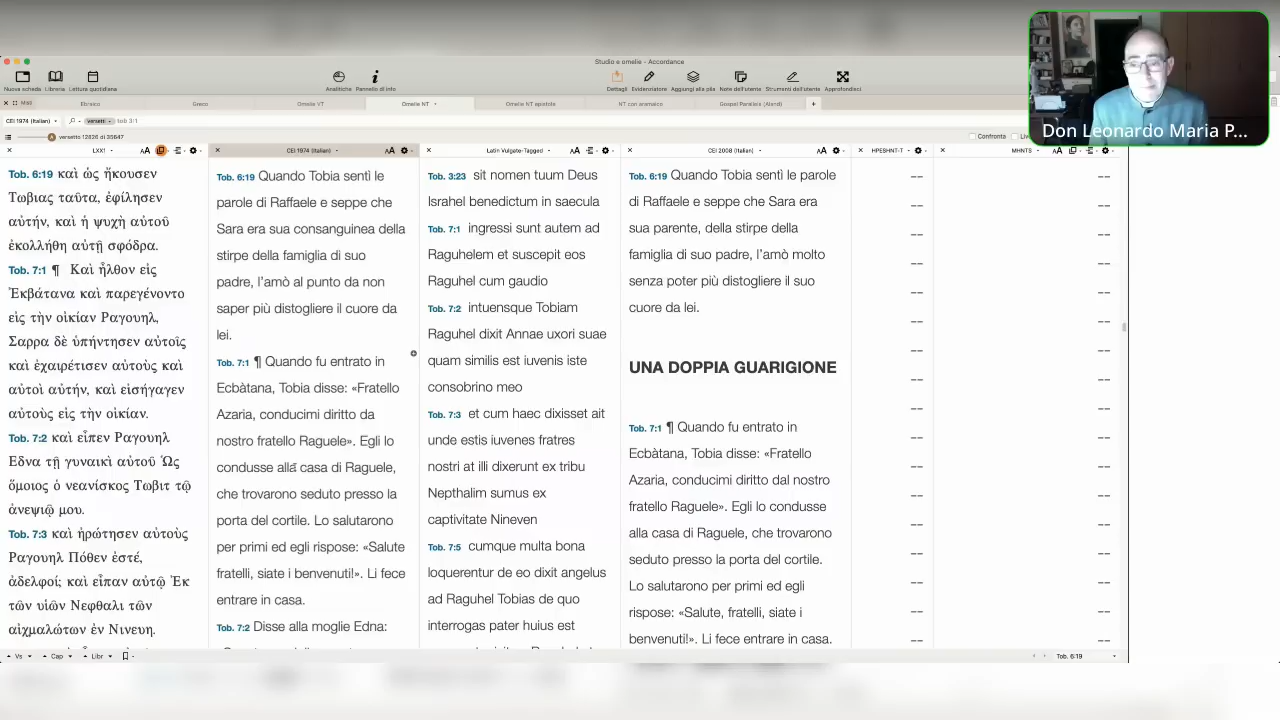 Studio e omelie - Accordance
Nuova scheda Libreria Lettura quotidiana Analitiche Pannello di info Dettagli Evidenziatore Aggiungi alla pila Note dell'utente Strumenti dell'utente Approfondisci
Mail Ebraico Greco Omelie VT Omelie NT Omelie NT epistole NT con aramaico Gospel Parallels (Aland) +
CEI 1974 (Italian) versetti tob 3:1
versetto 12826 di 35647 Confronta
LXX1
Tob. 6:19 καὶ ὡς ἤκουσεν
Τωβιας ταῦτα, ἐφίλησεν
αὐτήν, καὶ ἡ ψυχὴ αὐτοῦ
ἐκολλήθη αὐτῇ σφόδρα.
Tob. 7:1 ¶ Καὶ ἦλθον εἰς
Ἐκβάτανα καὶ παρεγένοντο
εἰς τὴν οἰκίαν Ραγουηλ,
Σαρρα δὲ ὑπήντησεν αὐτοῖς
καὶ ἐχαιρέτισεν αὐτοὺς καὶ
αὐτοὶ αὐτήν, καὶ εἰσήγαγεν
αὐτοὺς εἰς τὴν οἰκίαν.
Tob. 7:2 καὶ εἶπεν Ραγουηλ
Εδνα τῇ γυναικὶ αὐτοῦ Ὡς
ὅμοιος ὁ νεανίσκος Τωβιτ τῷ
ἀνεψιῷ μου.
Tob. 7:3 καὶ ἠρώτησεν αὐτοὺς
Ραγουηλ Πόθεν ἐστέ,
ἀδελφοί; καὶ εἶπαν αὐτῷ Ἐκ
τῶν υἱῶν Νεφθαλι τῶν
αἰχμαλώτων ἐν Νινευη.
CEI 1974 (Italian)
Tob. 6:19 Quando Tobia sentì le
parole di Raffaele e seppe che
Sara era sua consanguinea della
stirpe della famiglia di suo
padre, l'amò al punto da non
saper più distogliere il cuore da
lei.
Tob. 7:1 ¶ Quando fu entrato in
Ecbàtana, Tobia disse: «Fratello
Azaria, conducimi diritto da
nostro fratello Raguele». Egli lo
condusse alla casa di Raguele,
che trovarono seduto presso la
porta del cortile. Lo salutarono
per primi ed egli rispose: «Salute
fratelli, siate i benvenuti!». Li fece
entrare in casa.
Tob. 7:2 Disse alla moglie Edna:
Latin Vulgate-Tagged
Tob. 3:23 sit nomen tuum Deus
Israhel benedictum in saecula
Tob. 7:1 ingressi sunt autem ad
Raguhelem et suscepit eos
Raguhel cum gaudio
Tob. 7:2 intuensque Tobiam
Raguhel dixit Annae uxori suae
quam similis est iuvenis iste
consobrino meo
Tob. 7:3 et cum haec dixisset ait
unde estis iuvenes fratres
nostri at illi dixerunt ex tribu
Nepthalim sumus ex
captivitate Nineven
Tob. 7:5 cumque multa bona
loquerentur de eo dixit angelus
ad Raguhel Tobias de quo
interrogas pater huius est
CEI 2008 (Italian)
Tob. 6:19 Quando Tobia sentì le parole
di Raffaele e seppe che Sara era
sua parente, della stirpe della
famiglia di suo padre, l'amò molto
senza poter più distogliere il suo
cuore da lei.
UNA DOPPIA GUARIGIONE
Tob. 7:1 ¶ Quando fu entrato in
Ecbàtana, Tobia disse: «Fratello
Azaria, conducimi diritto dal nostro
fratello Raguele». Egli lo condusse
alla casa di Raguele, che trovarono
seduto presso la porta del cortile.
Lo salutarono per primi ed egli
rispose: «Salute, fratelli, siate i
benvenuti!». Li fece entrare in casa.
HPESHNT-T
MHNTS
Vs Cap Libr Tob. 6:19
Don Leonardo Maria P...